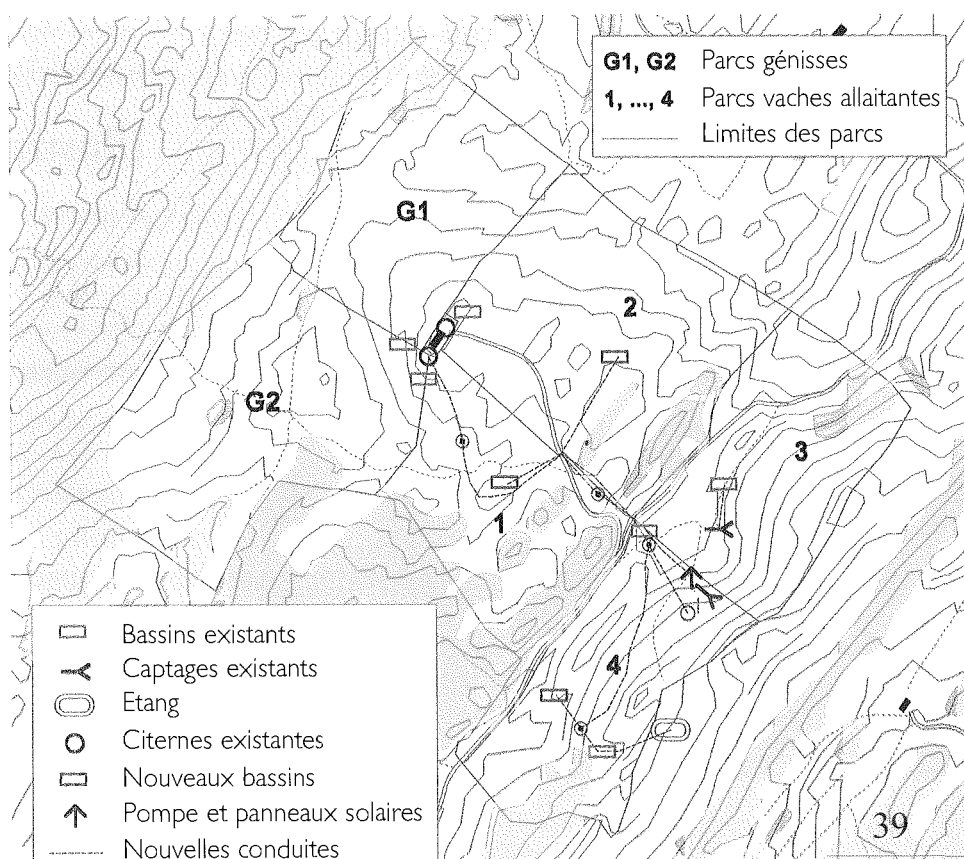 G1, G2 Parcs génisses
1, ..., 4 Parcs vaches allaitantes
Limites des parcs
G1
2
G2
3
1
4
Bassins existants
Captages existants
Etang
Citernes existantes
Nouveaux bassins
Pompe et panneaux solaires
Nouvelles conduites
39